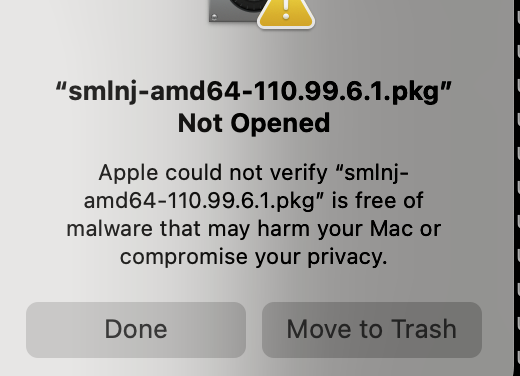 “smlnj-amd64-110.99.6.1.pkg”
Not Opened
Apple could not verify “smlnj-
amd64-110.99.6.1.pkg” is free of
malware that may harm your Mac or
compromise your privacy.
Done
Move to Trash